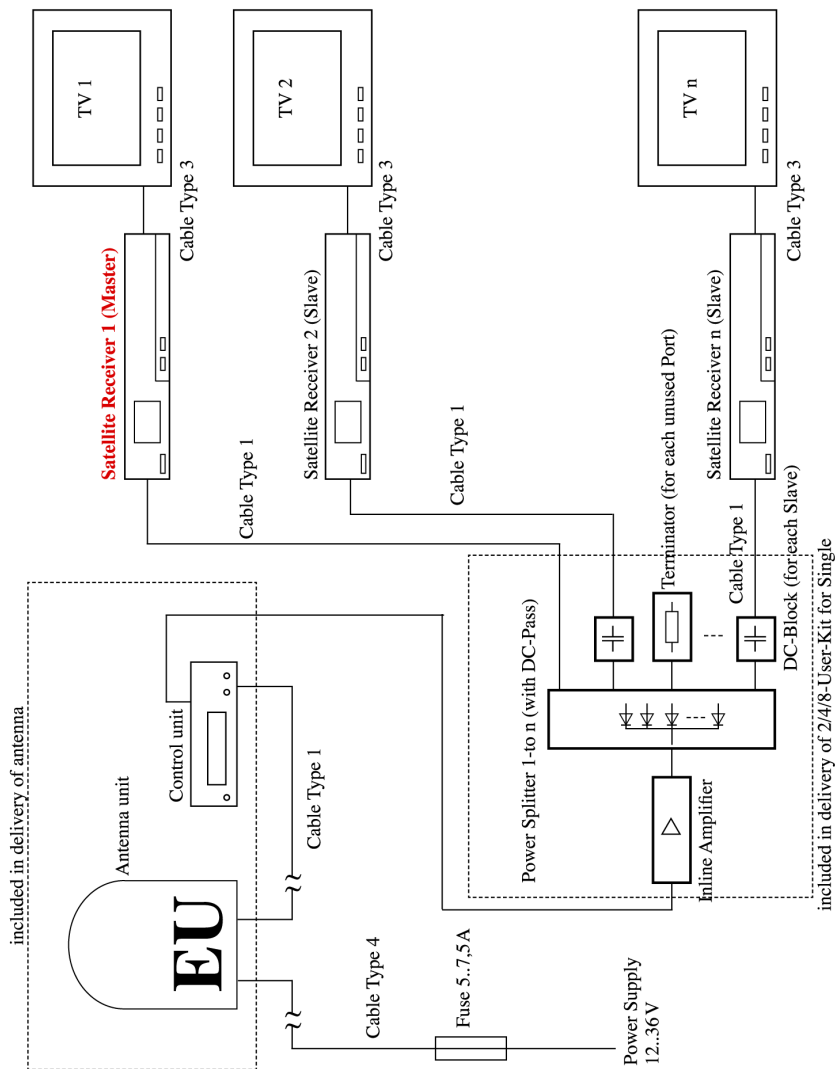 TV 1
TV 2
TV n
Cable Type 3
Cable Type 3
Cable Type 3
Satellite Receiver 1 (Master)
Satellite Receiver 2 (Slave)
Satellite Receiver n (Slave)
Cable Type 1
Cable Type 1
Cable Type 1
Terminator (for each unused Port)
DC-Block (for each Slave)
Power Splitter 1-to n (with DC-Pass)
Inline Amplifier
included in delivery of 2/4/8-User-Kit for Single
included in delivery of antenna
Control unit
Antenna unit
EU
Cable Type 1
Cable Type 4
Fuse 5..7,5A
Power Supply
12..36V